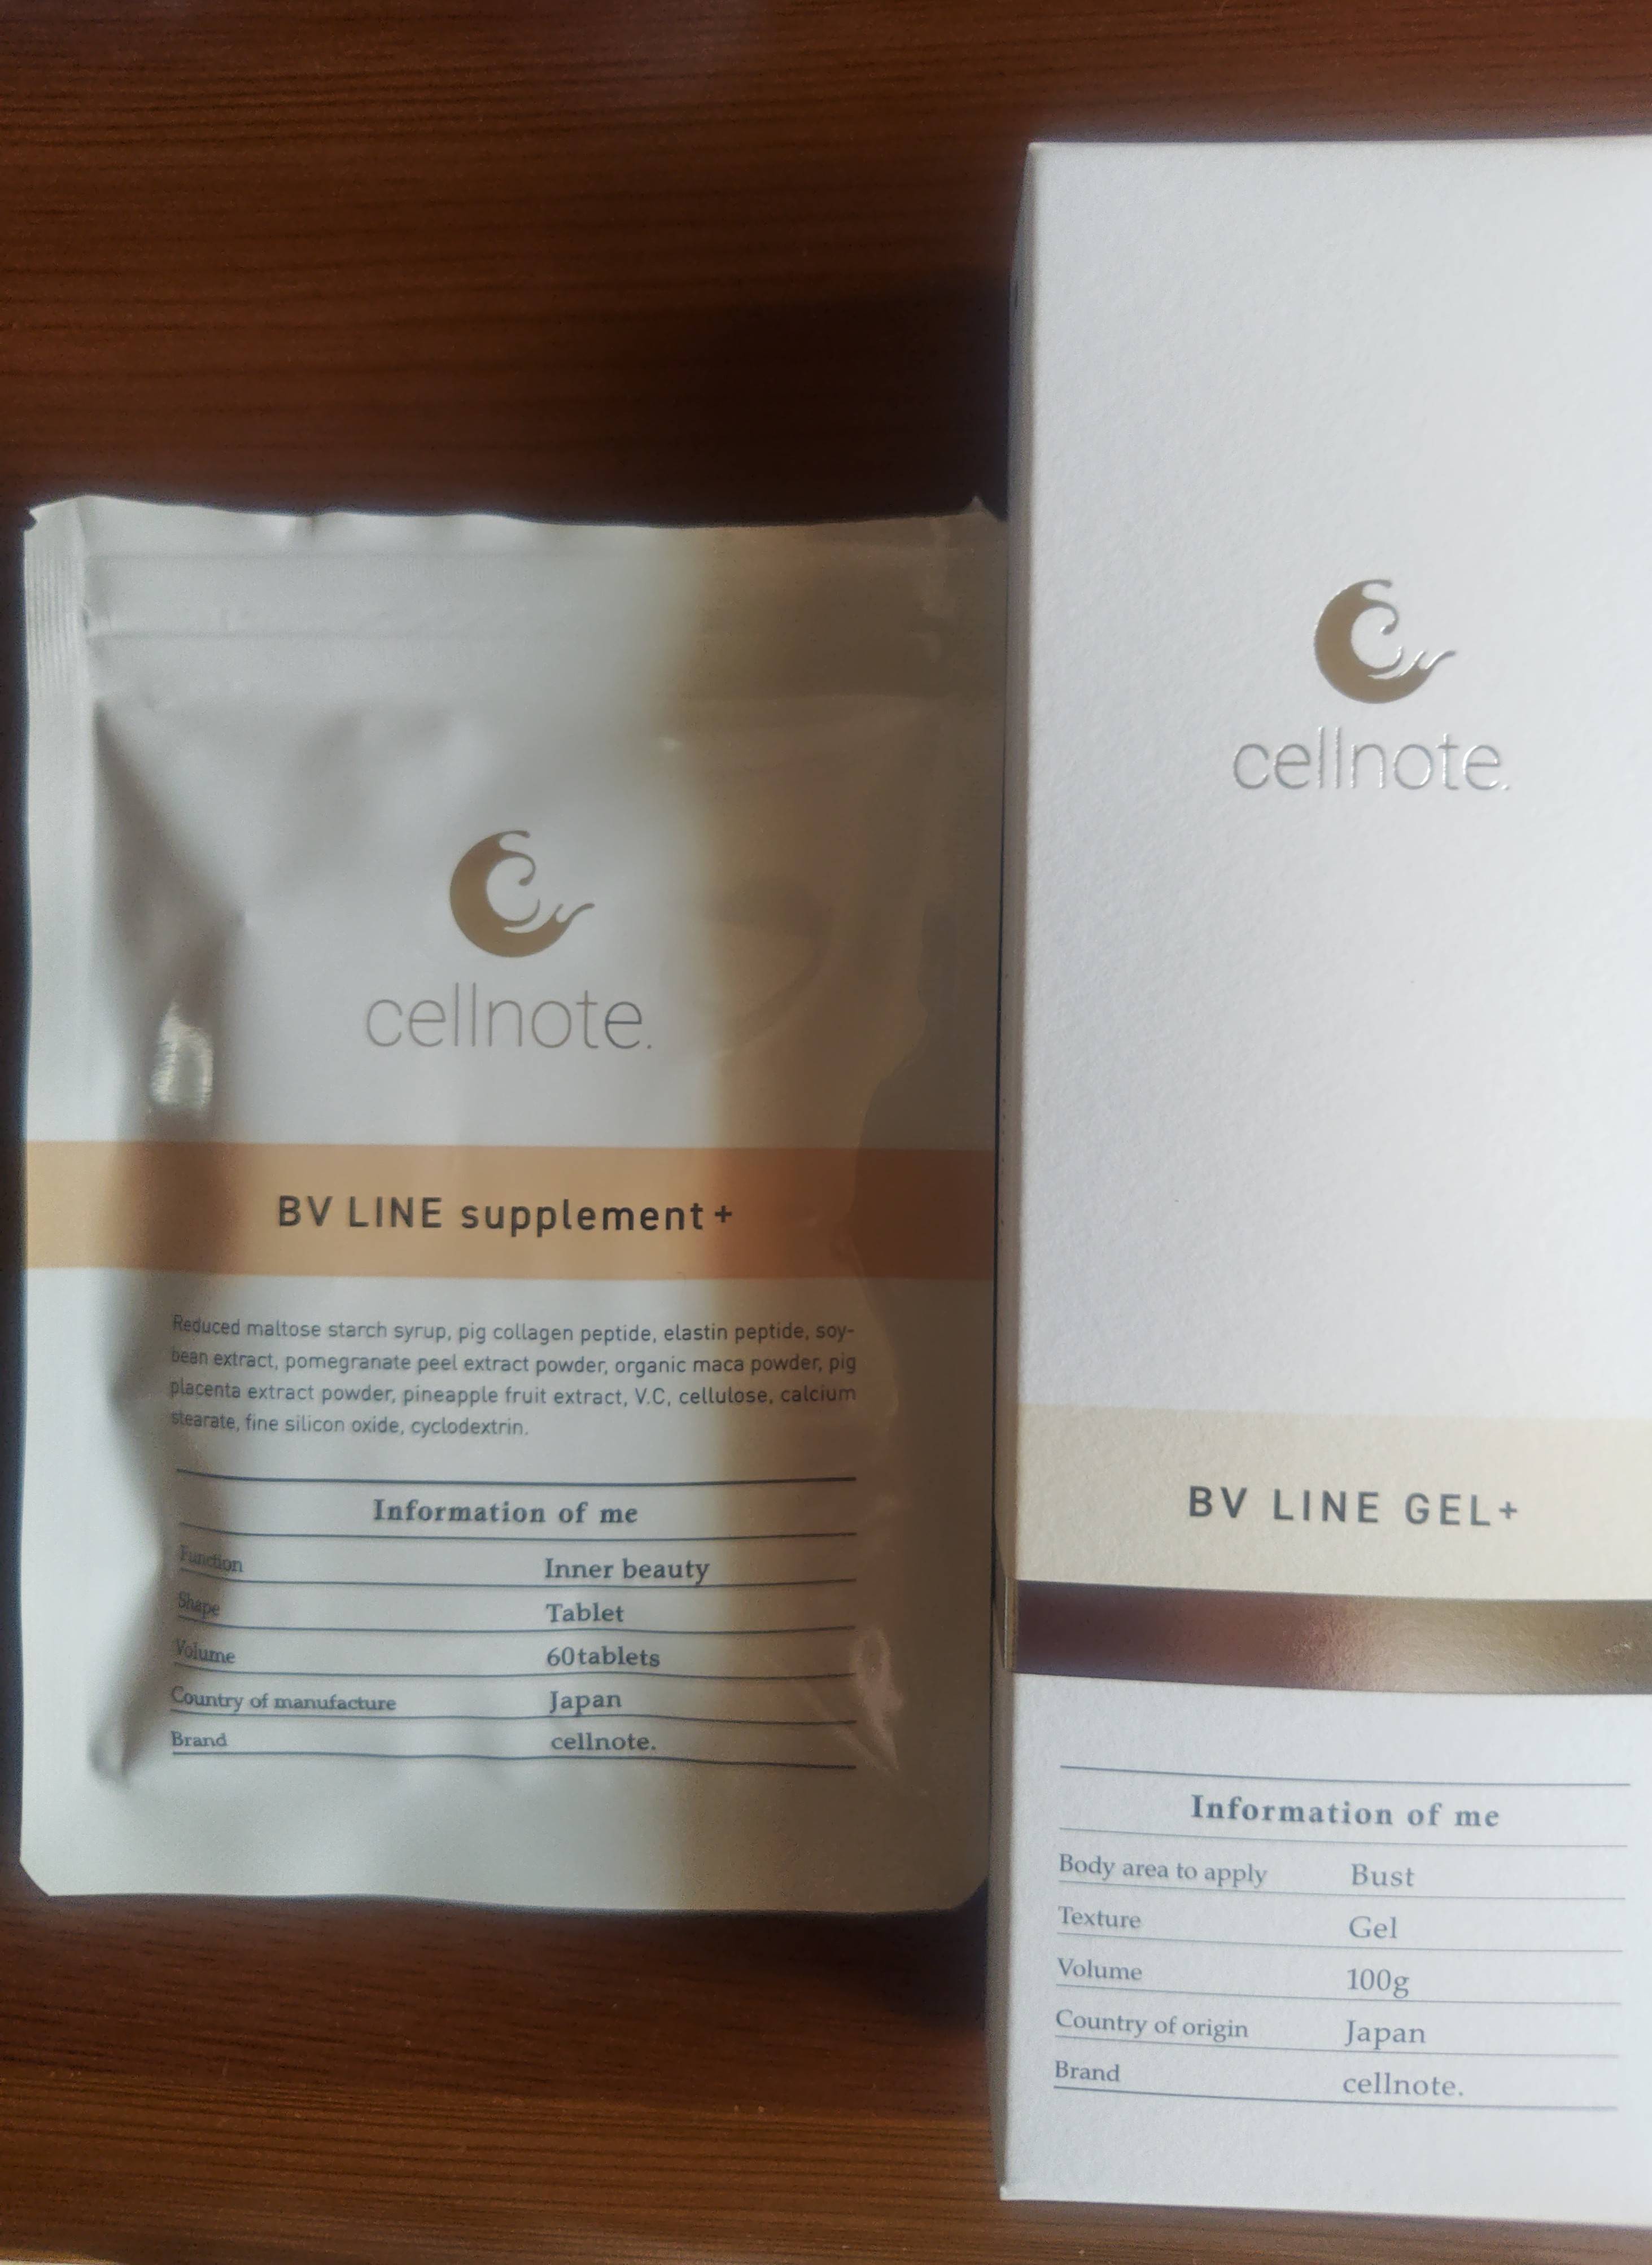 cellnote.
BV LINE supplement+
Reduced maltose starch syrup, pig collagen peptide, elastin peptide, soy-
bean extract, pomegranate peel extract powder, organic maca powder, pig
placenta extract powder, pineapple fruit extract, V.C, cellulose, calcium
stearate, fine silicon oxide, cyclodextrin.
Information of me
Function Inner beauty
Shape Tablet
Volume 60tablets
Country of manufacture Japan
Brand cellnote.
cellnote.
BV LINE GEL+
Information of me
Body area to apply Bust
Texture Gel
Volume 100g
Country of origin Japan
Brand cellnote.